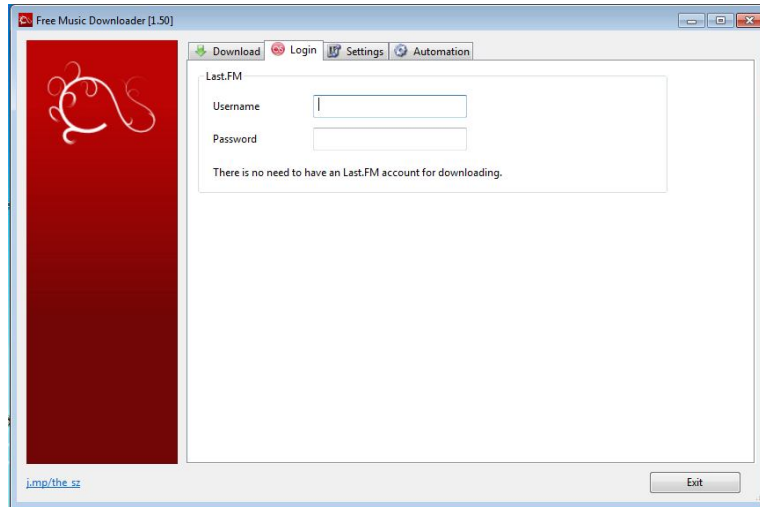 Free Music Downloader [1.50]
Download Login Settings Automation
Last.FM
Username
Password
There is no need to have an Last.FM account for downloading.
j.mp/the_sz
Exit